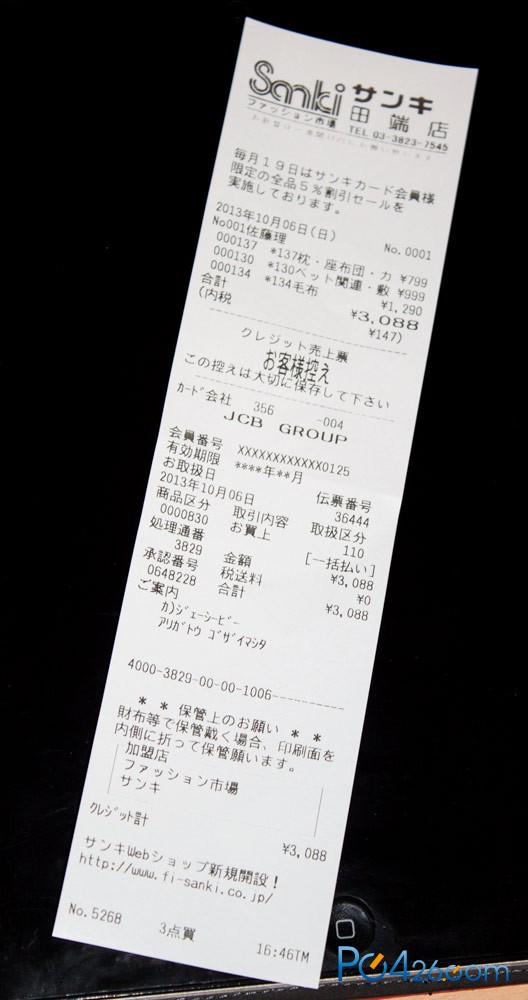 Sanki サンキ
ファッション市場 田端店
TEL 03-3823-7545
毎月19日はサンキカード会員様
限定の全品5%割引セールを
実施しております。
2013年10月06日(日) No.0001
No001佐藤理
000137 *137枕・座布団・カ ¥799
000130 *130ベット関連・敷 ¥999
000134 *134毛布 ¥1,290
合計 ¥3,088
(内税 ¥147)
クレジット売上票
お客様控え
この控えは大切に保存して下さい
カード会社 356 -004
JCB GROUP
会員番号 XXXXXXXXXXXX0125
有効期限 ****年**月
お取扱日 伝票番号
2013年10月06日 36444
商品区分 取引内容 取扱区分
0000830 お買上 110
処理通番 [一括払い]
3829 金額 ¥3,088
承認番号 税送料 ¥0
0648228 合計 ¥3,088
ご案内
カ)ジェーシービー
アリガトウ ゴザイマシタ
4000-3829-00-00-1006-----------
* * 保管上のお願い * *
財布等で保管戴く場合、印刷面を
内側に折って保管願います。
加盟店
ファッション市場
サンキ
クレジット計 ¥3,088
サンキWebショップ新規開設!
http://www.fi-sanki.co.jp/
No.5268 3点買 16:46TM
PC426.com